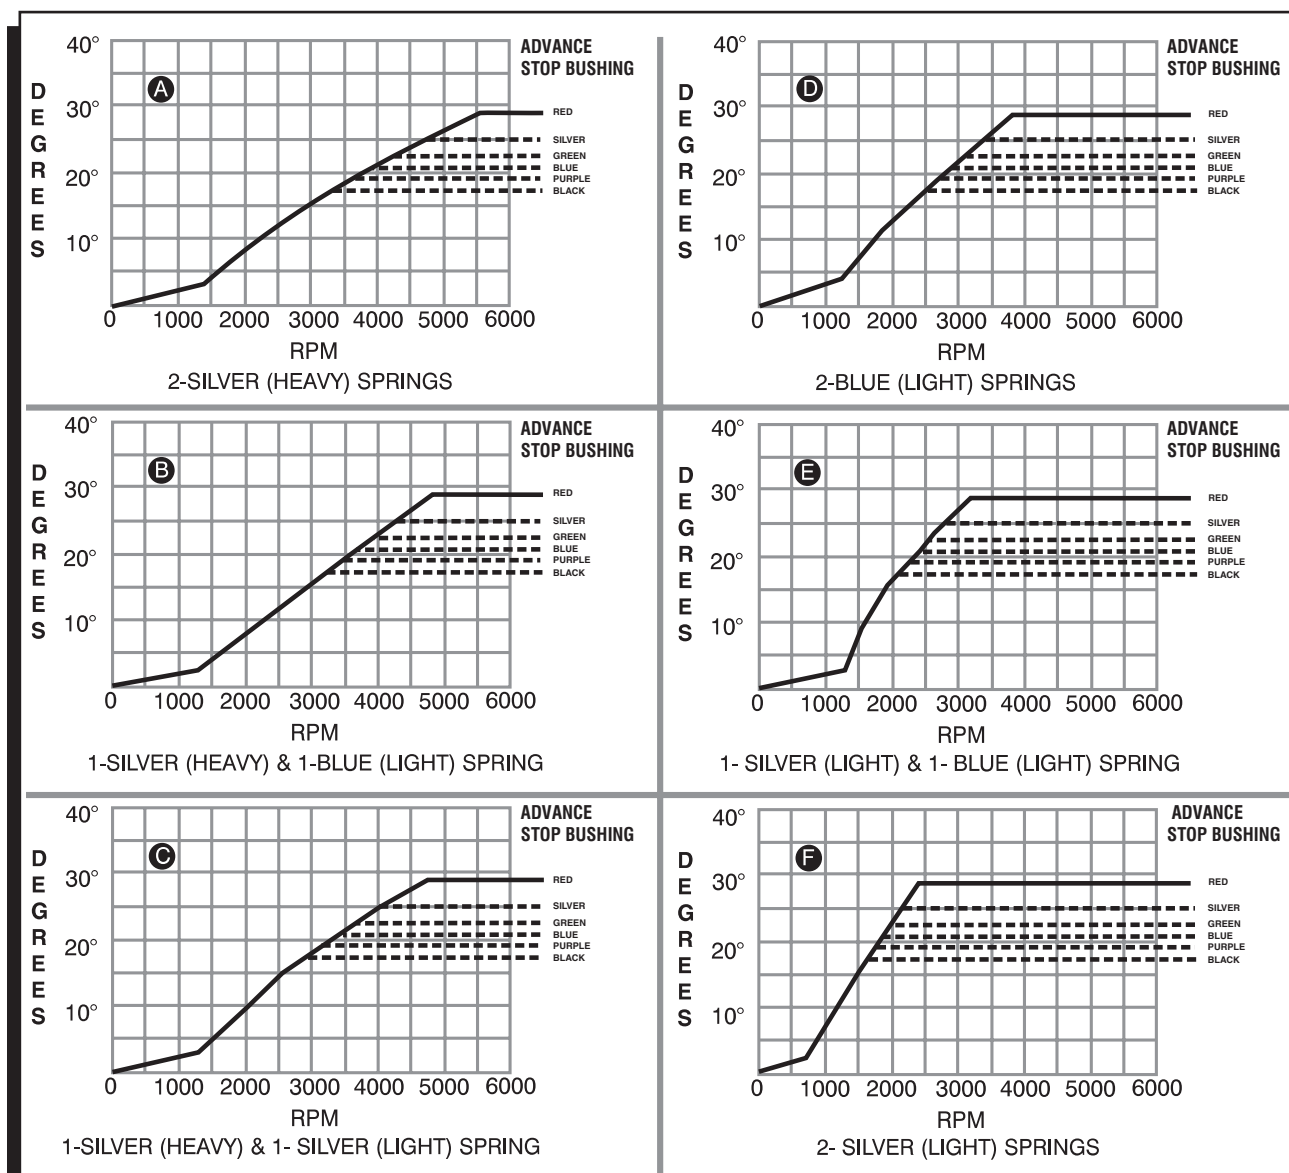 A
DEGREES
40°
30°
20°
10°
0 1000 2000 3000 4000 5000 6000
RPM
ADVANCE
STOP BUSHING
RED
SILVER
GREEN
BLUE
PURPLE
BLACK
2-SILVER (HEAVY) SPRINGS
D
DEGREES
40°
30°
20°
10°
0 1000 2000 3000 4000 5000 6000
RPM
ADVANCE
STOP BUSHING
RED
SILVER
GREEN
BLUE
PURPLE
BLACK
2-BLUE (LIGHT) SPRINGS
B
DEGREES
40°
30°
20°
10°
0 1000 2000 3000 4000 5000 6000
RPM
ADVANCE
STOP BUSHING
RED
SILVER
GREEN
BLUE
PURPLE
BLACK
1-SILVER (HEAVY) & 1-BLUE (LIGHT) SPRING
E
DEGREES
40°
30°
20°
10°
0 1000 2000 3000 4000 5000 6000
RPM
ADVANCE
STOP BUSHING
RED
SILVER
GREEN
BLUE
PURPLE
BLACK
1- SILVER (LIGHT) & 1- BLUE (LIGHT) SPRING
C
DEGREES
40°
30°
20°
10°
0 1000 2000 3000 4000 5000 6000
RPM
ADVANCE
STOP BUSHING
RED
SILVER
GREEN
BLUE
PURPLE
BLACK
1-SILVER (HEAVY) & 1- SILVER (LIGHT) SPRING
F
DEGREES
40°
30°
20°
10°
0 1000 2000 3000 4000 5000 6000
RPM
ADVANCE
STOP BUSHING
RED
SILVER
GREEN
BLUE
PURPLE
BLACK
2- SILVER (LIGHT) SPRINGS